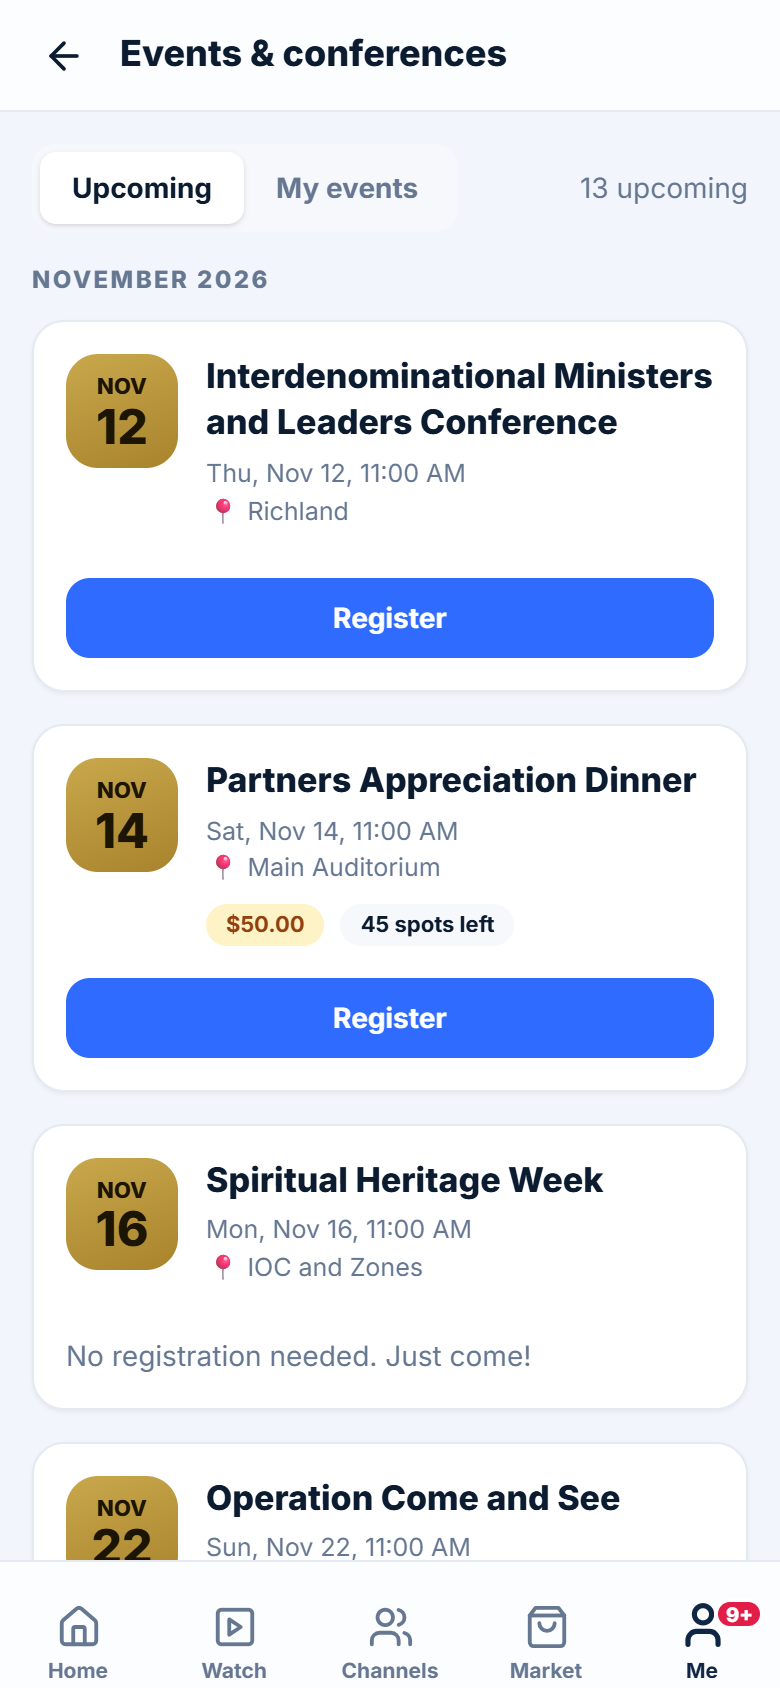 Events & conferences
Upcoming
My events
13 upcoming
NOVEMBER 2026
NOV
12
Interdenominational Ministers
and Leaders Conference
Thu, Nov 12, 11:00 AM
Richland
Register
NOV
14
Partners Appreciation Dinner
Sat, Nov 14, 11:00 AM
Main Auditorium
$50.00
45 spots left
Register
NOV
16
Spiritual Heritage Week
Mon, Nov 16, 11:00 AM
IOC and Zones
No registration needed. Just come!
NOV
22
Operation Come and See
Sun, Nov 22, 11:00 AM
9+
Home
Watch
Channels
Market
Me